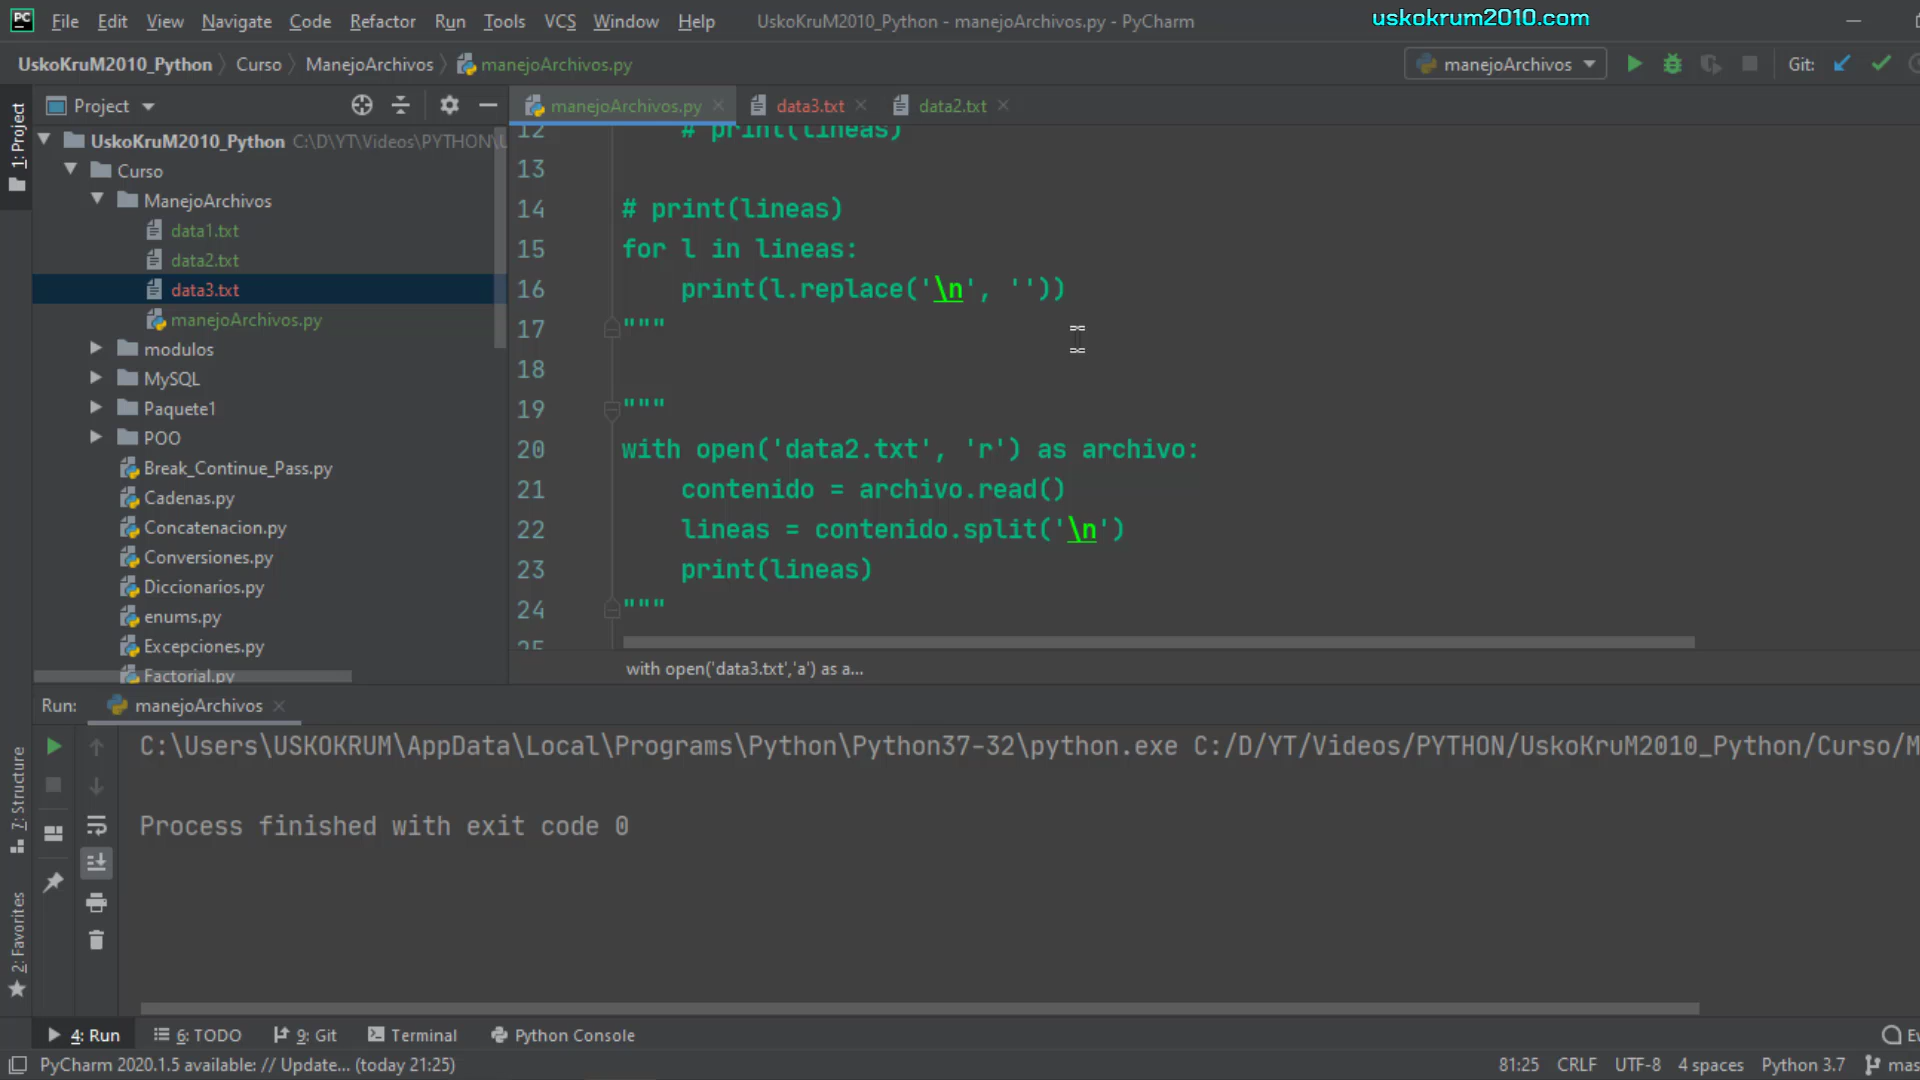 PC File Edit View Navigate Code Refactor Run Tools VCS Window Help UskoKruM2010_Python - manejoArchivos.py - PyCharm uskokrum2010.com
UskoKruM2010_Python Curso ManejoArchivos manejoArchivos.py manejoArchivos Git:
1: Project
Project
UskoKruM2010_Python C:\D\YT\Videos\PYTHON\U
Curso
ManejoArchivos
data1.txt
data2.txt
data3.txt
manejoArchivos.py
modulos
MySQL
Paquete1
POO
Break_Continue_Pass.py
Cadenas.py
Concatenacion.py
Conversiones.py
Diccionarios.py
enums.py
Excepciones.py
Factorial.py
manejoArchivos.py data3.txt data2.txt
12 # print(lineas)
13
14 # print(lineas)
15 for l in lineas:
16 print(l.replace('\n', ''))
17 """
18
19 """
20 with open('data2.txt', 'r') as archivo:
21 contenido = archivo.read()
22 lineas = contenido.split('\n')
23 print(lineas)
24 """
25
with open('data3.txt','a') as a...
Run: manejoArchivos
C:\Users\USKOKRUM\AppData\Local\Programs\Python\Python37-32\python.exe C:/D/YT/Videos/PYTHON/UskoKruM2010_Python/Curso/M
Process finished with exit code 0
7: Structure
2: Favorites
4: Run 6: TODO 9: Git Terminal Python Console Ev
PyCharm 2020.1.5 available: // Update... (today 21:25) 81:25 CRLF UTF-8 4 spaces Python 3.7 mas